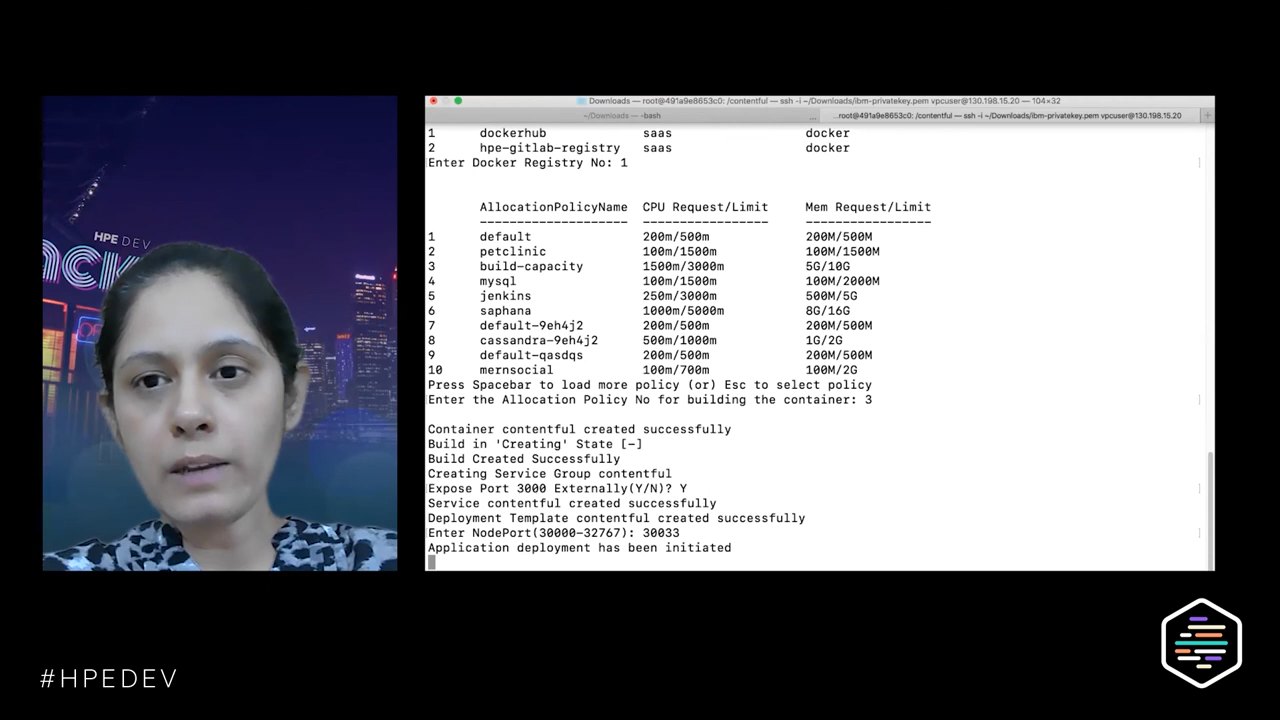 Downloads — root@491a9e8653c0: /contentful — ssh -i ~/Downloads/ibm-privatekey.pem vpcuser@130.198.15.20 — 104×32
~/Downloads — -bash
... ...root@491a9e8653c0: /contentful — ssh -i ~/Downloads/ibm-privatekey.pem vpcuser@130.198.15.20 +
1 dockerhub saas docker
2 hpe-gitlab-registry saas docker
Enter Docker Registry No: 1
AllocationPolicyName CPU Request/Limit Mem Request/Limit
-------------------- ----------------- -----------------
1 default 200m/500m 200M/500M
2 petclinic 100m/1500m 100M/1500M
3 build-capacity 1500m/3000m 5G/10G
4 mysql 100m/1500m 100M/2000M
5 jenkins 250m/3000m 500M/5G
6 saphana 1000m/5000m 8G/16G
7 default-9eh4j2 200m/500m 200M/500M
8 cassandra-9eh4j2 500m/1000m 1G/2G
9 default-qasdqs 200m/500m 200M/500M
10 mernsocial 100m/700m 100M/2G
Press Spacebar to load more policy (or) Esc to select policy
Enter the Allocation Policy No for building the container: 3
Container contentful created successfully
Build in 'Creating' State [-]
Build Created Successfully
Creating Service Group contentful
Expose Port 3000 Externally(Y/N)? Y
Service contentful created successfully
Deployment Template contentful created successfully
Enter NodePort(30000-32767): 30033
Application deployment has been initiated
HPE DEV
#HPEDEV